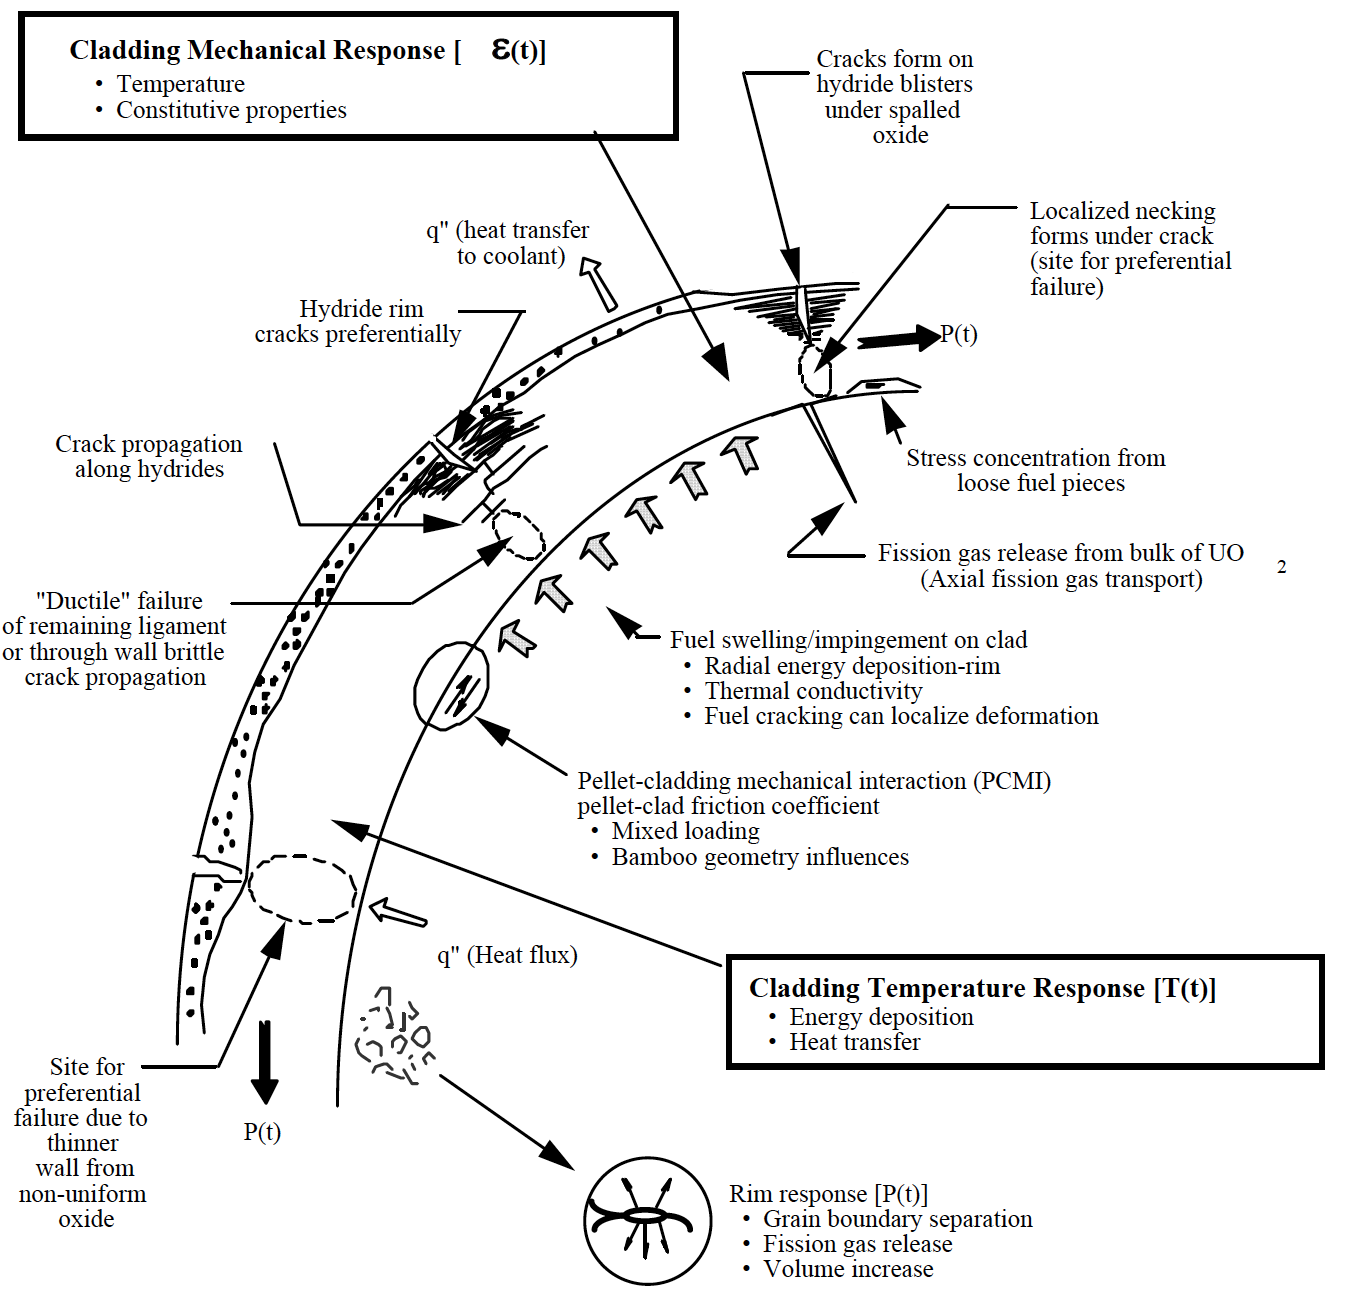 Cladding Mechanical Response [ ε(t)]
• Temperature
• Constitutive properties
Cracks form on
hydride blisters
under spalled
oxide
Localized necking
forms under crack
(site for preferential
failure)
q" (heat transfer
to coolant)
Hydride rim
cracks preferentially
P(t)
Crack propagation
along hydrides
Stress concentration from
loose fuel pieces
Fission gas release from bulk of UO 2
(Axial fission gas transport)
"Ductile" failure
of remaining ligament
or through wall brittle
crack propagation
Fuel swelling/impingement on clad
• Radial energy deposition-rim
• Thermal conductivity
• Fuel cracking can localize deformation
Pellet-cladding mechanical interaction (PCMI)
pellet-clad friction coefficient
• Mixed loading
• Bamboo geometry influences
q" (Heat flux)
Cladding Temperature Response [T(t)]
• Energy deposition
• Heat transfer
Site for
preferential
failure due to
thinner
wall from
non-uniform
oxide
P(t)
Rim response [P(t)]
• Grain boundary separation
• Fission gas release
• Volume increase